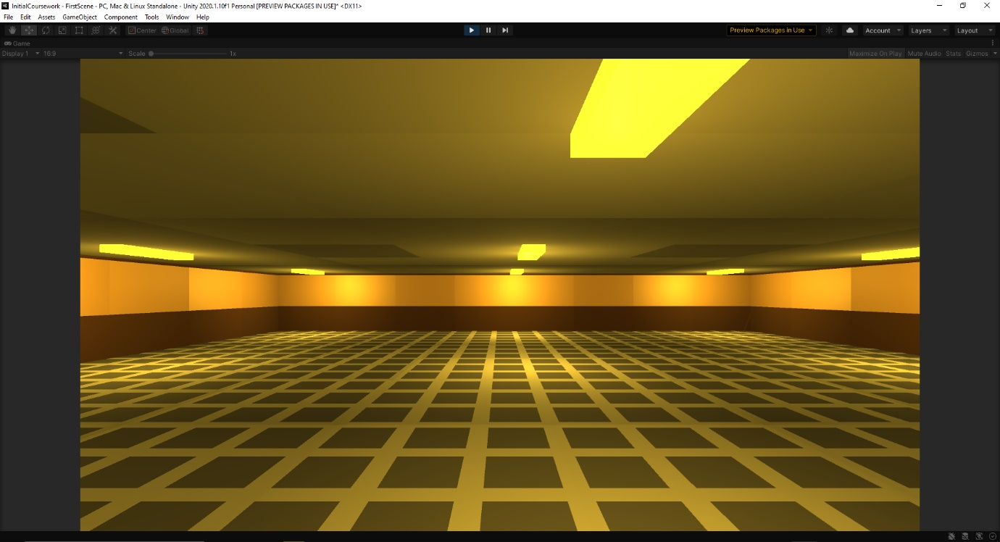 InitialCoursework - FirstScene - PC, Mac & Linux Standalone - Unity 2020.1.10f1 Personal [PREVIEW PACKAGES IN USE]* <DX11>
File Edit Assets GameObject Component Tools Window Help
Center Global Preview Packages in Use Account Layers Layout
Game
Display 1 16:9 Scale 1x Maximize On Play Mute Audio Stats Gizmos